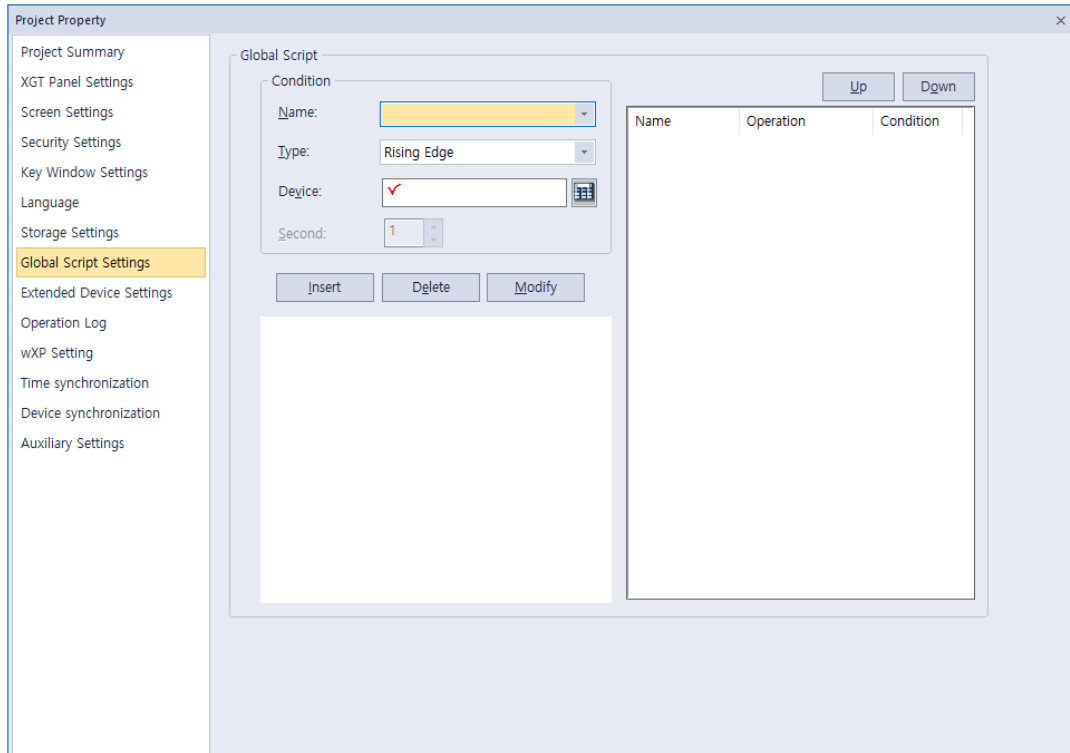 Project Property
Project Summary
XGT Panel Settings
Screen Settings
Security Settings
Key Window Settings
Language
Storage Settings
Global Script Settings
Extended Device Settings
Operation Log
wXP Setting
Time synchronization
Device synchronization
Auxiliary Settings
Global Script
Condition
Name:
Type: Rising Edge
Device:
Second: 1
Insert Delete Modify
Up Down
Name Operation Condition